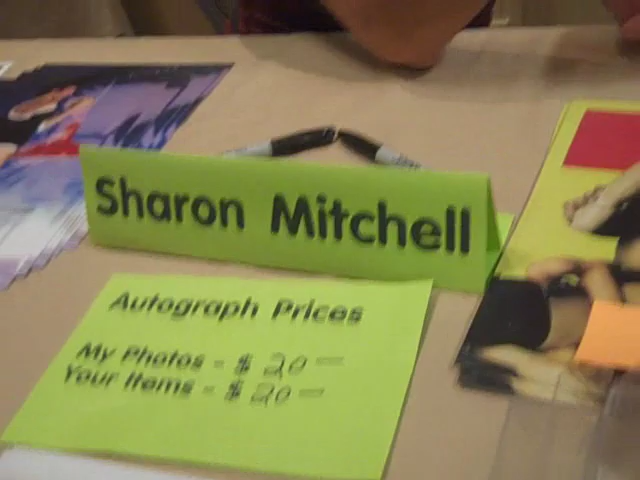 Sharon Mitchell
Autograph Prices
My Photos - $ 20 —
Your Items - $ 20 —